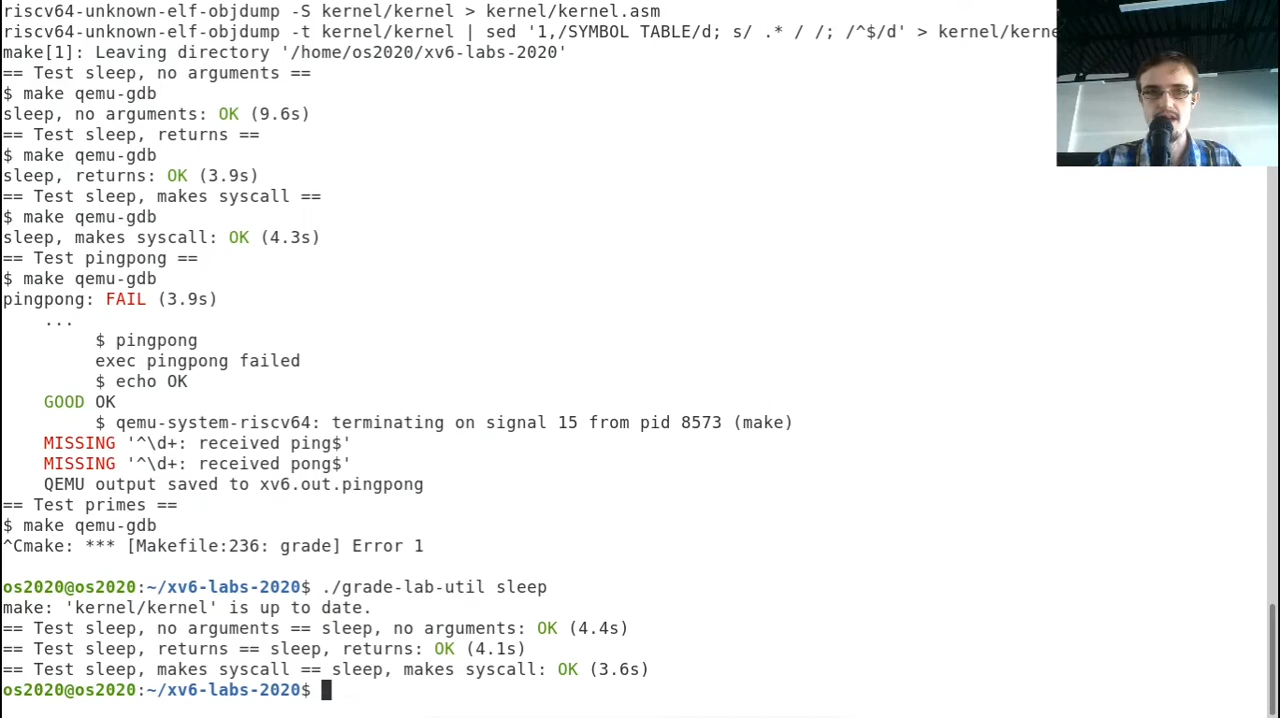 riscv64-unknown-elf-objdump -S kernel/kernel > kernel/kernel.asm
riscv64-unknown-elf-objdump -t kernel/kernel | sed '1,/SYMBOL TABLE/d; s/ .* / /; /^$/d' > kernel/kerne
make[1]: Leaving directory '/home/os2020/xv6-labs-2020'
== Test sleep, no arguments ==
$ make qemu-gdb
sleep, no arguments: OK (9.6s)
== Test sleep, returns ==
$ make qemu-gdb
sleep, returns: OK (3.9s)
== Test sleep, makes syscall ==
$ make qemu-gdb
sleep, makes syscall: OK (4.3s)
== Test pingpong ==
$ make qemu-gdb
pingpong: FAIL (3.9s)
...
$ pingpong
exec pingpong failed
$ echo OK
GOOD OK
$ qemu-system-riscv64: terminating on signal 15 from pid 8573 (make)
MISSING '^\d+: received ping$'
MISSING '^\d+: received pong$'
QEMU output saved to xv6.out.pingpong
== Test primes ==
$ make qemu-gdb
^Cmake: *** [Makefile:236: grade] Error 1
os2020@os2020:~/xv6-labs-2020$ ./grade-lab-util sleep
make: 'kernel/kernel' is up to date.
== Test sleep, no arguments == sleep, no arguments: OK (4.4s)
== Test sleep, returns == sleep, returns: OK (4.1s)
== Test sleep, makes syscall == sleep, makes syscall: OK (3.6s)
os2020@os2020:~/xv6-labs-2020$